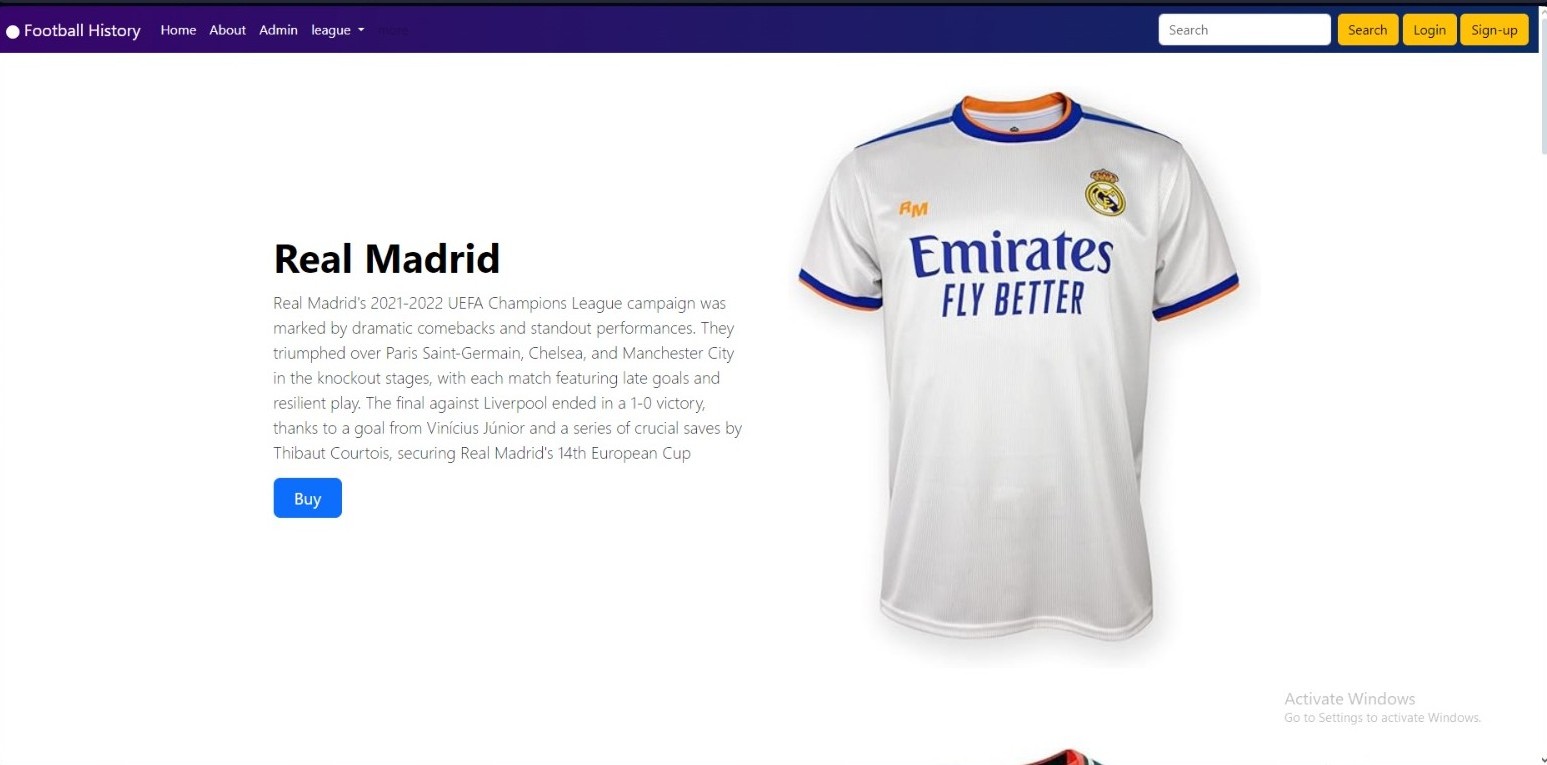 Football History
Home
About
Admin
league
Search
Search
Login
Sign-up
RM
Emirates
FLY BETTER
Real Madrid
Real Madrid's 2021-2022 UEFA Champions League campaign was
marked by dramatic comebacks and standout performances. They
triumphed over Paris Saint-Germain, Chelsea, and Manchester City
in the knockout stages, with each match featuring late goals and
resilient play. The final against Liverpool ended in a 1-0 victory,
thanks to a goal from Vinícius Júnior and a series of crucial saves by
Thibaut Courtois, securing Real Madrid's 14th European Cup
Buy
Activate Windows
Go to Settings to activate Windows.